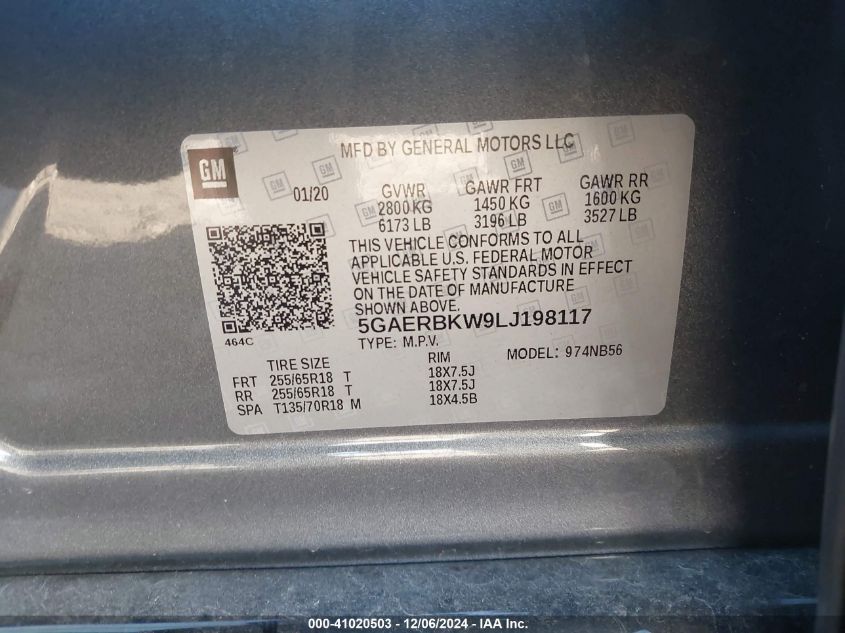 GM
MFD BY GENERAL MOTORS LLC
01/20
GVWR GAWR FRT GAWR RR
2800 KG 1450 KG 1600 KG
6173 LB 3196 LB 3527 LB
THIS VEHICLE CONFORMS TO ALL
APPLICABLE U.S. FEDERAL MOTOR
VEHICLE SAFETY STANDARDS IN EFFECT
ON THE DATE OF MANUFACTURE
SHOWN ABOVE.
5GAERBKW9LJ198117
464C
TYPE: M.P.V. MODEL: 974NB56
TIRE SIZE RIM
FRT 255/65R18 T 18X7.5J
RR 255/65R18 T 18X7.5J
SPA T135/70R18 M 18X4.5B
000-41020503 - 12/06/2024 - IAA Inc.